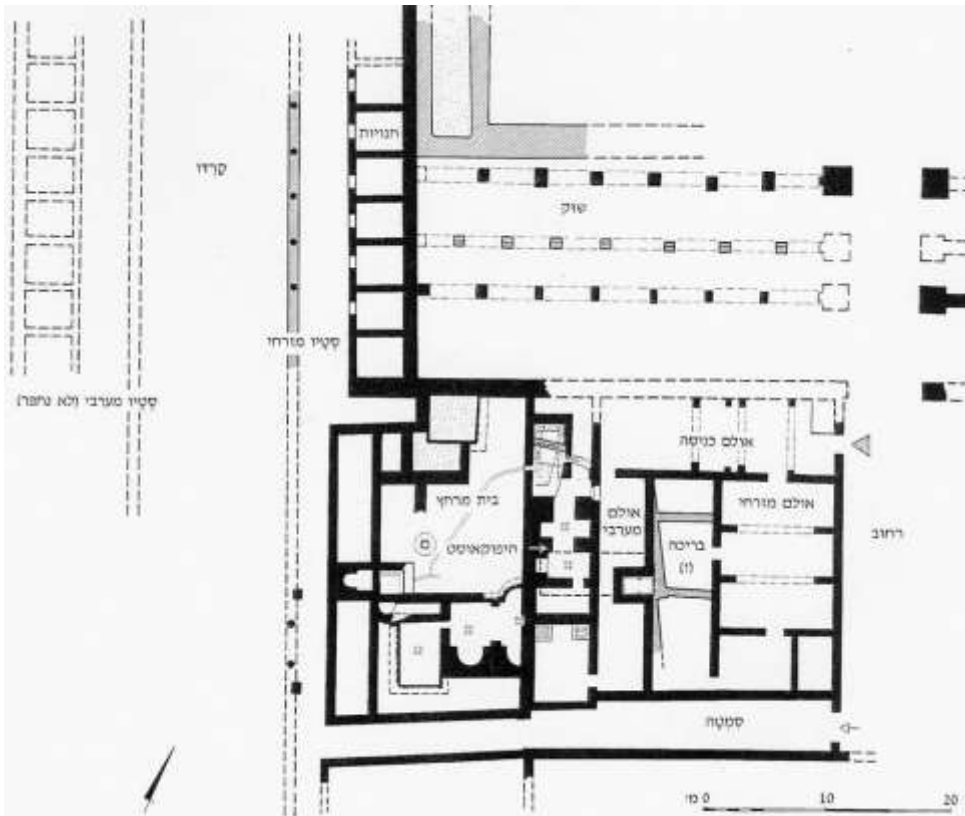 חנויות
קרדו
שוק
סטיו מזרחי
סטיו מערבי (לא נחפר)
אולם כניסה
בית מרחץ
אולם
מערבי
אולם מזרחי
רחוב
בריכה
(?)
היפוקאוסט
סמטה
0 מ'
10
20